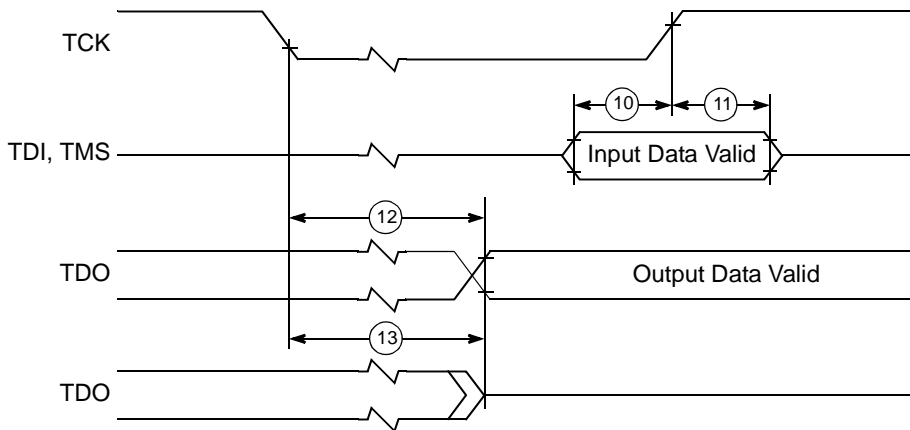 TCK
10
11
TDI, TMS
Input Data Valid
12
TDO
Output Data Valid
13
TDO